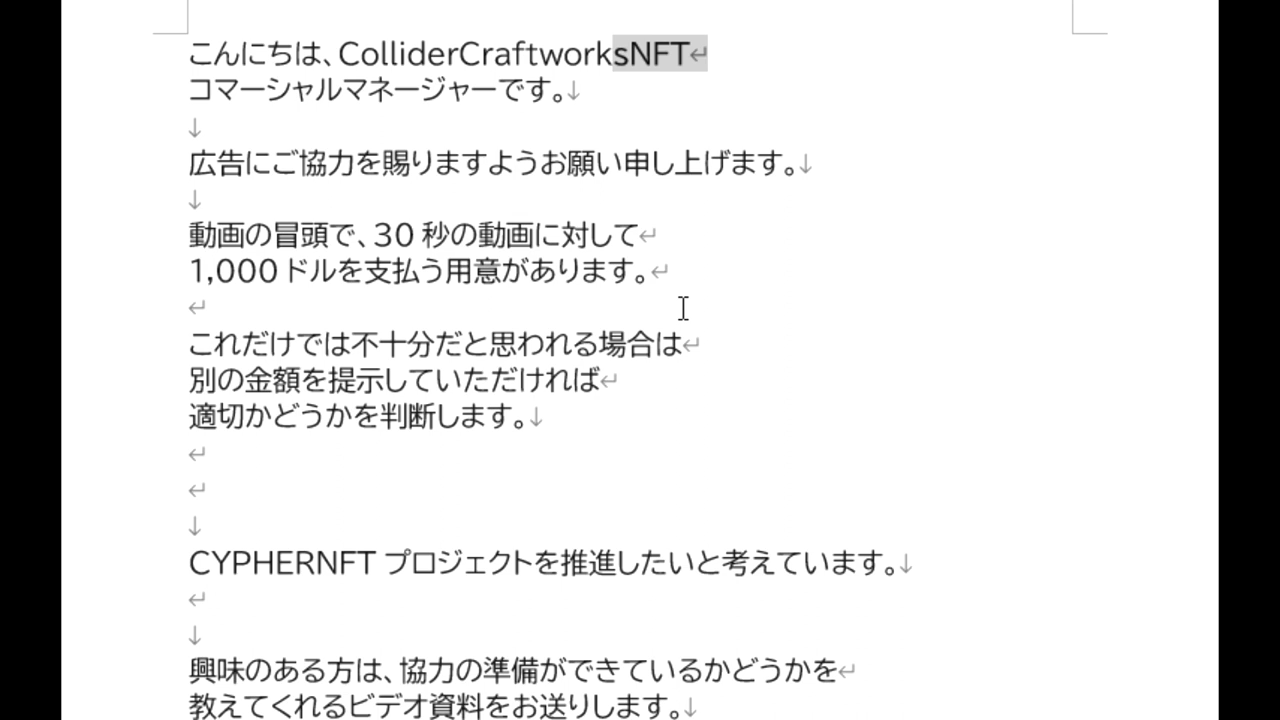 こんにちは、ColliderCraftworksNFT
コマーシャルマネージャーです。
広告にご協力を賜りますようお願い申し上げます。
動画の冒頭で、30 秒の動画に対して
1,000 ドルを支払う用意があります。
これだけでは不十分だと思われる場合は
別の金額を提示していただければ
適切かどうかを判断します。
CYPHERNFT プロジェクトを推進したいと考えています。
興味のある方は、協力の準備ができているかどうかを
教えてくれるビデオ資料をお送りします。